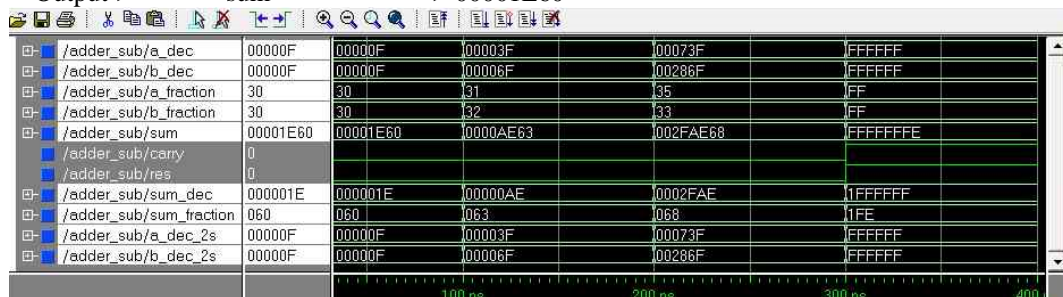 /adder_sub/a_dec 00000F 00000F 00003F 00073F FFFFFF
/adder_sub/b_dec 00000F 00000F 00006F 00286F FFFFFF
/adder_sub/a_fraction 30 30 31 35 FF
/adder_sub/b_fraction 30 30 32 33 FF
/adder_sub/sum 00001E60 00001E60 0000AE63 002FAE68 FFFFFFFE
/adder_sub/carry 0
/adder_sub/res 0
/adder_sub/sum_dec 000001E 000001E 00000AE 0002FAE 1FFFFFF
/adder_sub/sum_fraction 060 060 063 068 1FE
/adder_sub/a_dec_2s 00000F 00000F 00003F 00073F FFFFFF
/adder_sub/b_dec_2s 00000F 00000F 00006F 00286F FFFFFF
100 ns 200 ns 300 ns 400